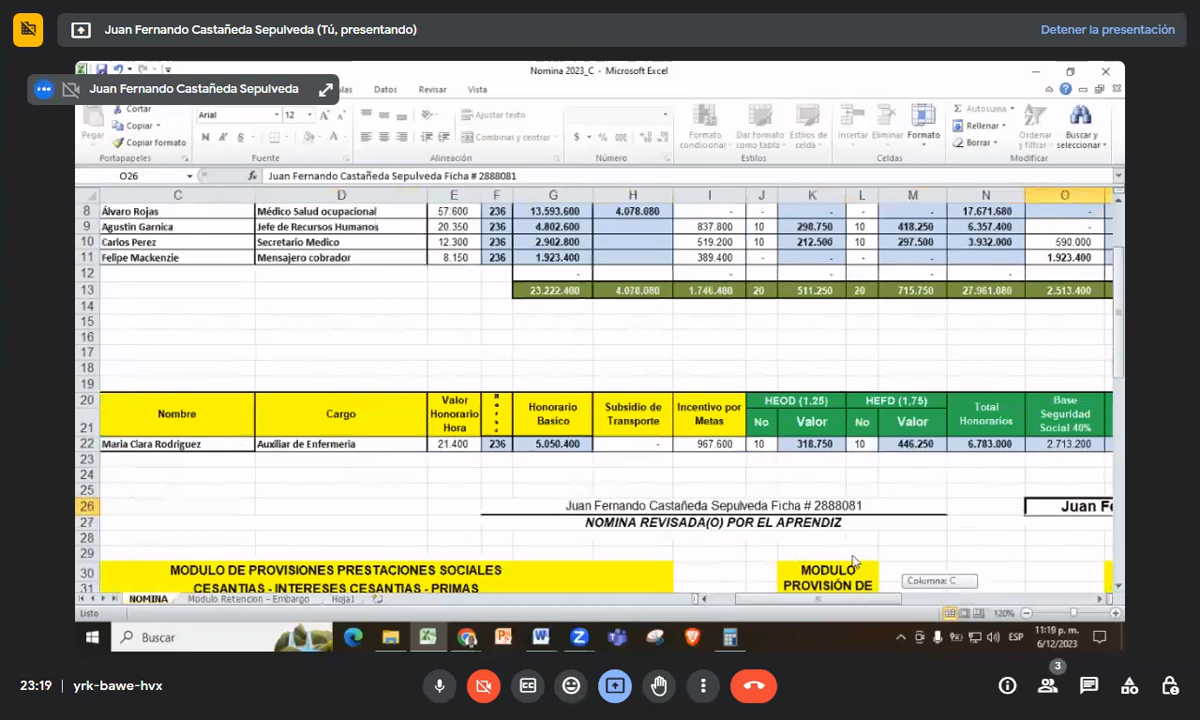 Juan Fernando Castañeda Sepulveda (Tú, presentando)
Detener la presentación
Nomina 2023_C - Microsoft Excel
Juan Fernando Castañeda Sepulveda
ulas Datos Revisar Vista
Cortar
Copiar
Copiar formato
Pegar
Portapapeles
Arial 12
N K S
Fuente
Ajustar texto
Combinar y centrar
Alineación
$ % 000
Número
Formato condicional
Dar formato como tabla
Estilos de celda
Estilos
Insertar Eliminar Formato
Celdas
Autosuma
Rellenar
Borrar
Ordenar y filtrar
Buscar y seleccionar
Modificar
O26 fx Juan Fernando Castañeda Sepulveda Ficha # 2888081
C D E F G H I J K L M N O
8 Álvaro Rojas Médico Salud ocupacional 57.600 236 13.593.600 4.078.080 - - - - - 17.671.680 -
9 Agustin Garnica Jefe de Recursos Humanos 20.350 236 4.802.600 837.800 10 298.750 10 418.250 6.357.400 -
10 Carlos Perez Secretario Medico 12.300 236 2.902.800 519.200 10 212.500 10 297.500 3.932.000 590.000
11 Felipe Mackenzie Mensajero cobrador 8.150 236 1.923.400 389.400 - - - - - 1.923.400
12 - - - - -
13 23.222.400 4.078.080 1.746.400 20 511.250 20 715.750 27.961.080 2.513.400
14
15
16
17
18
19
20 Nombre Cargo Valor Honorario Hora Horas Honorario Basico Subsidio de Transporte Incentivo por Metas HEOD (1,25) HEFD (1,75) Total Honorarios Base Seguridad Social 40%
21 No Valor No Valor
22 Maria Clara Rodriguez Auxiliar de Enfermeria 21.400 236 5.050.400 - 967.600 10 318.750 10 446.250 6.783.000 2.713.200
23
24
25
26 Juan Fernando Castañeda Sepulveda Ficha # 2888081 Juan Fe
27 NOMINA REVISADA(O) POR EL APRENDIZ
28
29
30 MODULO DE PROVISIONES PRESTACIONES SOCIALES MODULO
31 CESANTIAS - INTERESES CESANTIAS - PRIMAS PROVISIÓN DE
Columna: C
NOMINA Modulo Retencion - Embargo Hoja1
Listo 120%
Buscar
ESP
11:19 p. m.
6/12/2023
23:19 | yrk-bawe-hvx
3